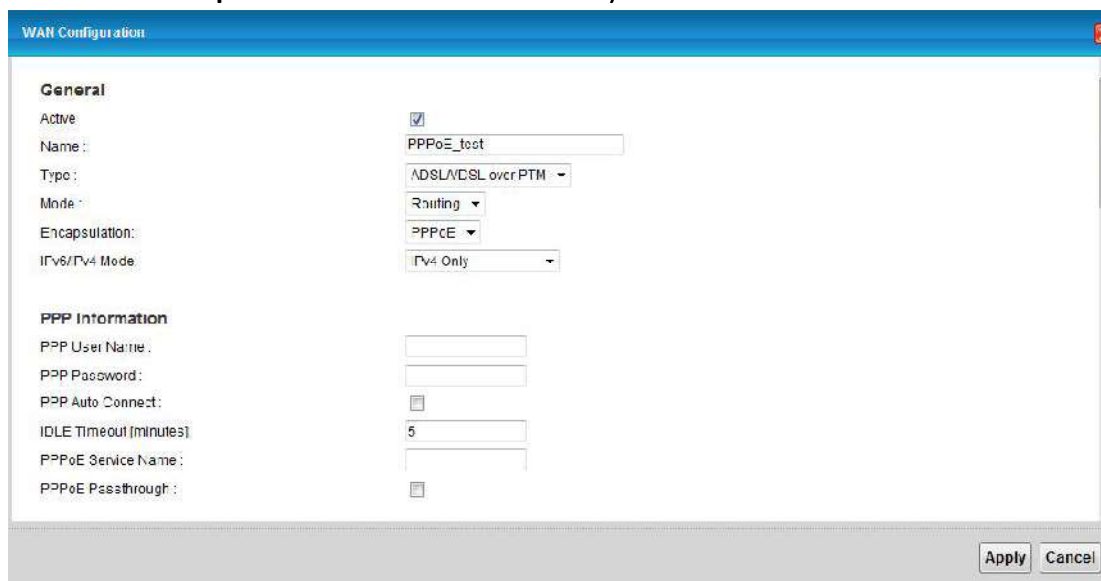 WAN Configuration
General
Active
Name :
PPPoE_test
Type :
ADSL/VDSL over PTM
Mode :
Routing
Encapsulation:
PPPoE
IPv6/IPv4 Mode
IPv4 Only
PPP Information
PPP User Name :
PPP Password :
PPP Auto Connect :
IDLE Timeout [minutes]
5
PPPoE Service Name :
PPPoE Passthrough :
Apply Cancel